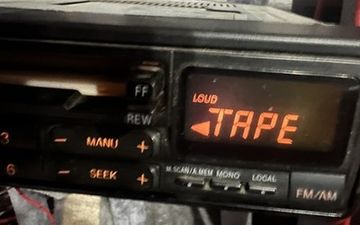 FF
LOUD
TAPE
REW
3
- MANU +
M.SCAN/A.MEM MONO LOCAL
6
- SEEK +
FM/AM